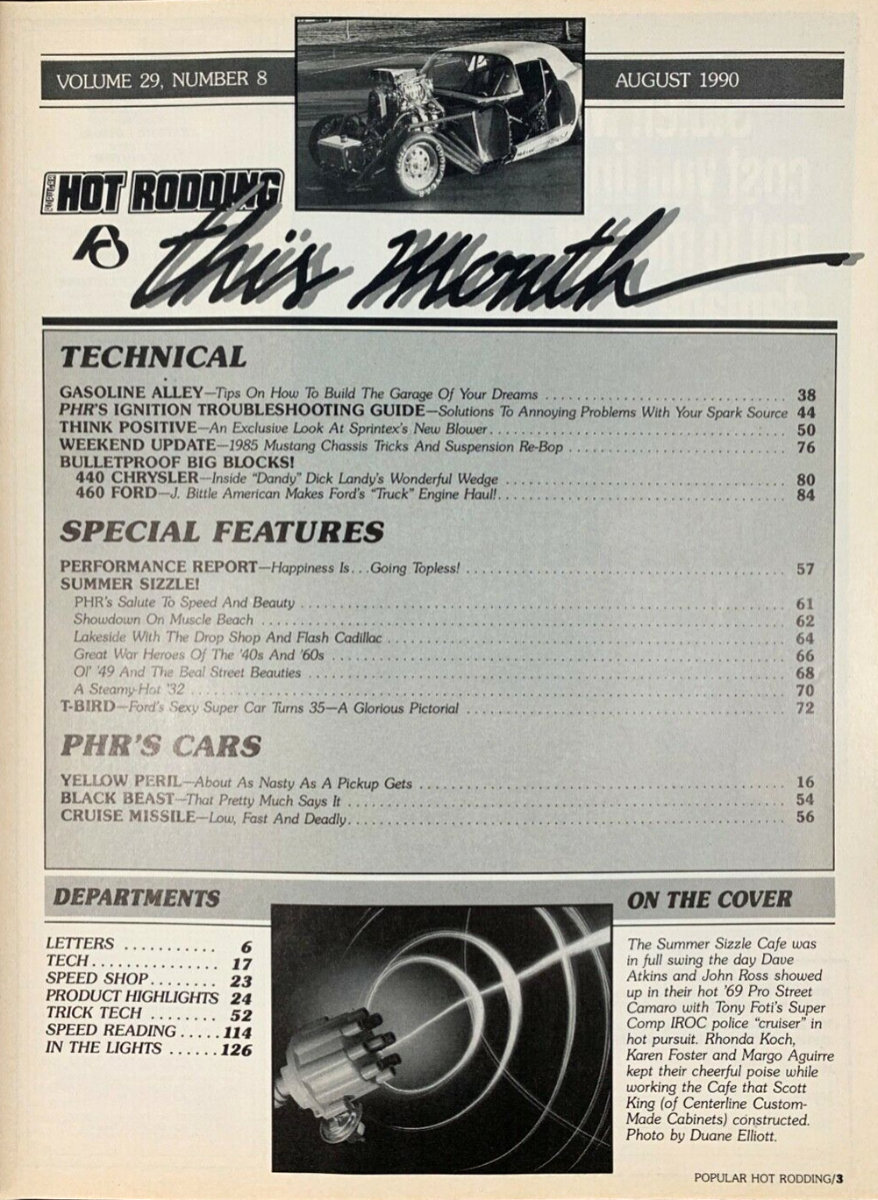 VOLUME 29, NUMBER 8
AUGUST 1990
HOT RODDING
this Month
TECHNICAL
GASOLINE ALLEY—Tips On How To Build The Garage Of Your Dreams 38
PHR'S IGNITION TROUBLESHOOTING GUIDE—Solutions To Annoying Problems With Your Spark Source 44
THINK POSITIVE—An Exclusive Look At Sprintex's New Blower 50
WEEKEND UPDATE—1985 Mustang Chassis Tricks And Suspension Re-Bop 76
BULLETPROOF BIG BLOCKS!
440 CHRYSLER—Inside "Dandy" Dick Landy's Wonderful Wedge 80
460 FORD—J. Bittle American Makes Ford's "Truck" Engine Haul! 84
SPECIAL FEATURES
PERFORMANCE REPORT—Happiness Is...Going Topless! 57
SUMMER SIZZLE!
PHR's Salute To Speed And Beauty 61
Showdown On Muscle Beach 62
Lakeside With The Drop Shop And Flash Cadillac 64
Great War Heroes Of The '40s And '60s 66
Ol' '49 And The Beal Street Beauties 68
A Steamy-Hot '32 70
T-BIRD—Ford's Sexy Super Car Turns 35—A Glorious Pictorial 72
PHR'S CARS
YELLOW PERIL—About As Nasty As A Pickup Gets 16
BLACK BEAST—That Pretty Much Says It 54
CRUISE MISSILE—Low, Fast And Deadly 56
DEPARTMENTS
LETTERS 6
TECH 17
SPEED SHOP 23
PRODUCT HIGHLIGHTS 24
TRICK TECH 52
SPEED READING 114
IN THE LIGHTS 126
ON THE COVER
The Summer Sizzle Cafe was
in full swing the day Dave
Atkins and John Ross showed
up in their hot '69 Pro Street
Camaro with Tony Foti's Super
Comp IROC police "cruiser" in
hot pursuit. Rhonda Koch,
Karen Foster and Margo Aguirre
kept their cheerful poise while
working the Cafe that Scott
King (of Centerline Custom-
Made Cabinets) constructed.
Photo by Duane Elliott.
POPULAR HOT RODDING/3